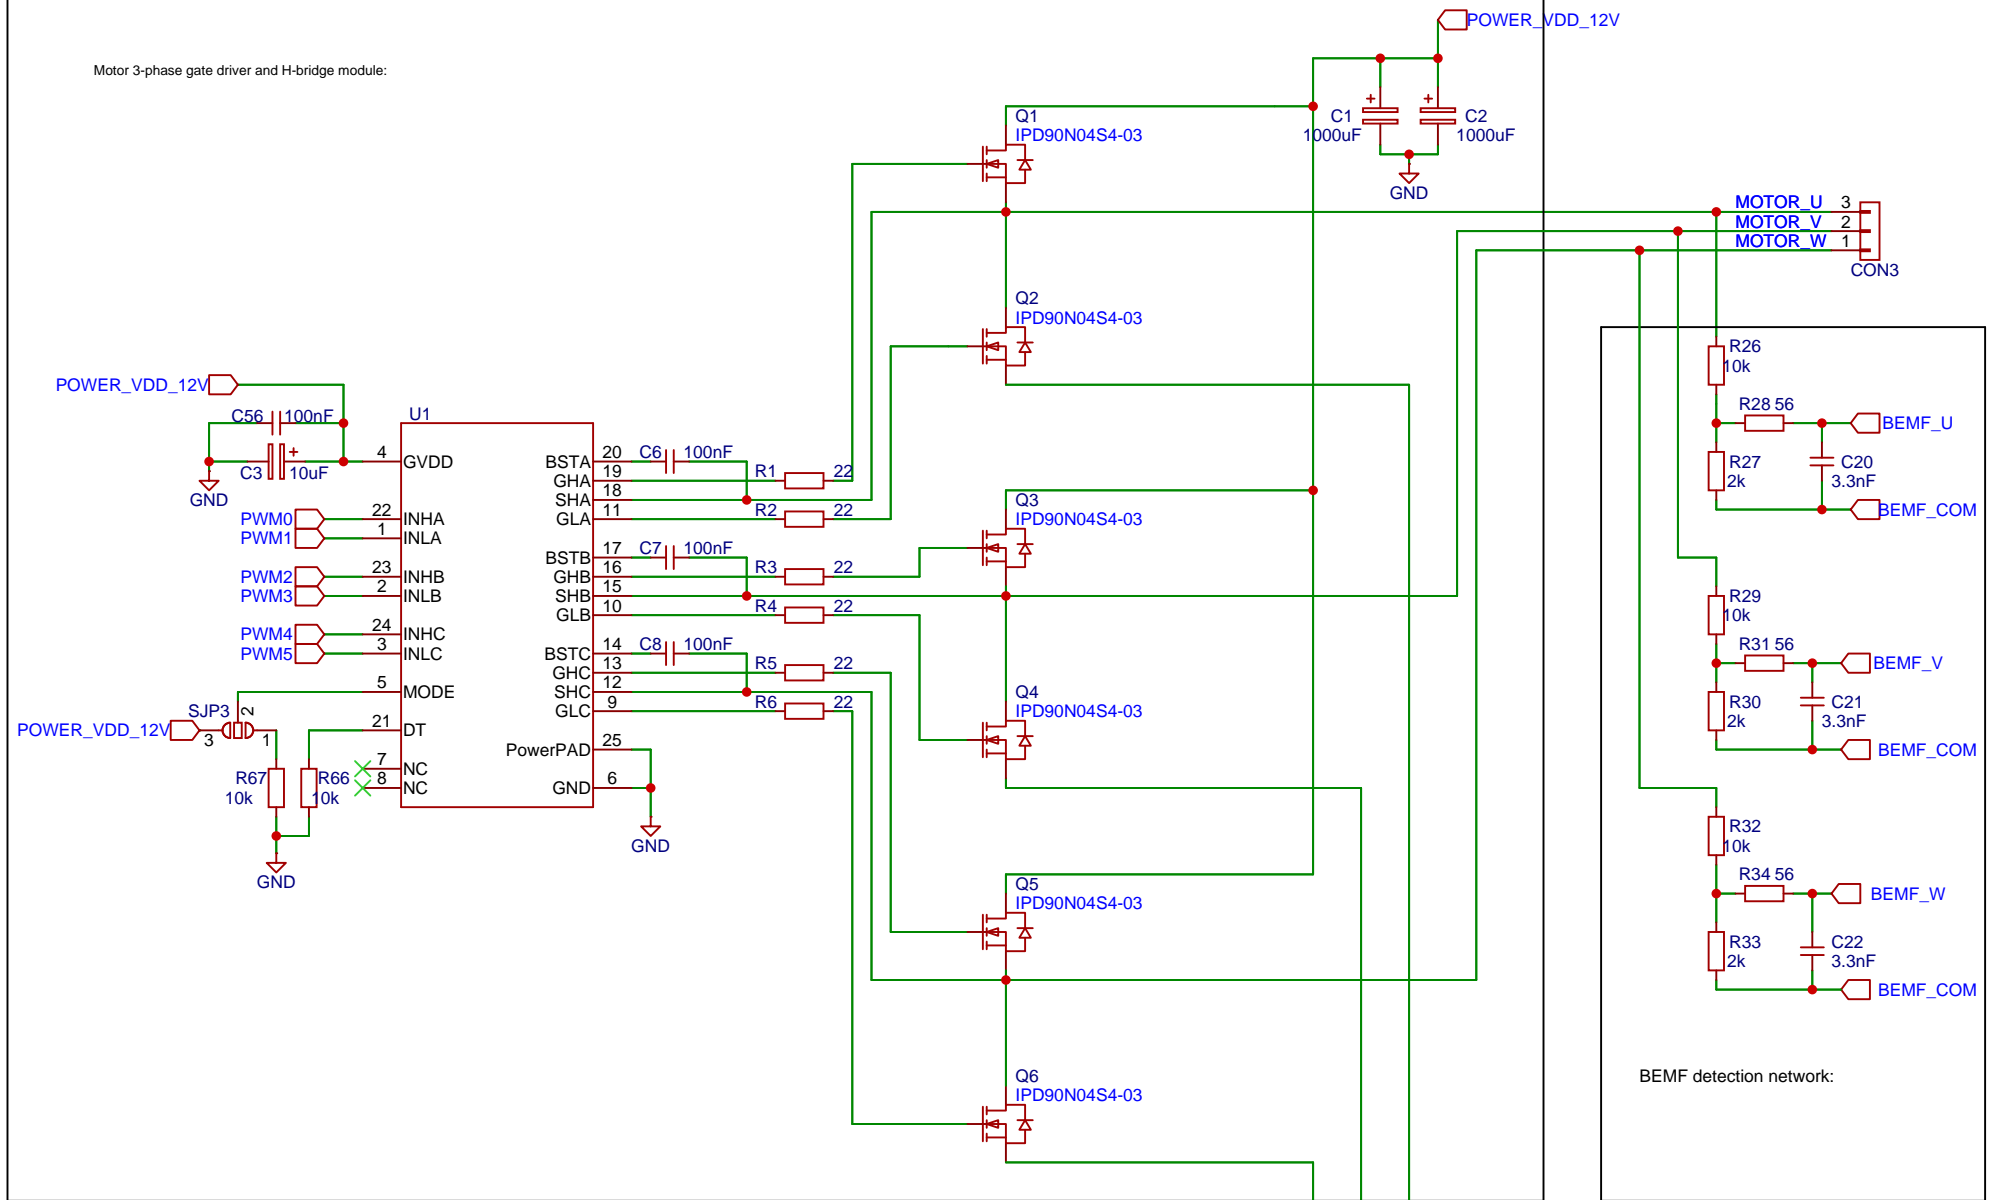 POWER_VDD_12V
Motor 3-phase gate driver and H-bridge module:
Q1
IPD90N04S4-03
+
C1
1000uF
+
C2
1000uF
GND
MOTOR_U 3
MOTOR_V 2
MOTOR_W 1
CON3
Q2
IPD90N04S4-03
POWER_VDD_12V
C56 100nF
+
C3 10uF
GND
U1
4 GVDD
PWM0 22 INHA
PWM1 1 INLA
PWM2 23 INHB
PWM3 2 INLB
PWM4 24 INHC
PWM5 3 INLC
5 MODE
SJP3 2
POWER_VDD_12V 3 1
21 DT
7 NC
8 NC
R67
10k
R66
10k
GND
BSTA 20 C6 100nF
GHA 19 R1 22
SHA 18
GLA 11 R2 22
BSTB 17 C7 100nF
GHB 16 R3 22
SHB 15
GLB 10 R4 22
BSTC 14 C8 100nF
GHC 13 R5 22
SHC 12
GLC 9 R6 22
PowerPAD 25
GND 6
GND
Q3
IPD90N04S4-03
Q4
IPD90N04S4-03
Q5
IPD90N04S4-03
Q6
IPD90N04S4-03
R26
10k
R28 56
BEMF_U
R27
2k
C20
3.3nF
BEMF_COM
R29
10k
R31 56
BEMF_V
R30
2k
C21
3.3nF
BEMF_COM
R32
10k
R34 56
BEMF_W
R33
2k
C22
3.3nF
BEMF_COM
BEMF detection network: